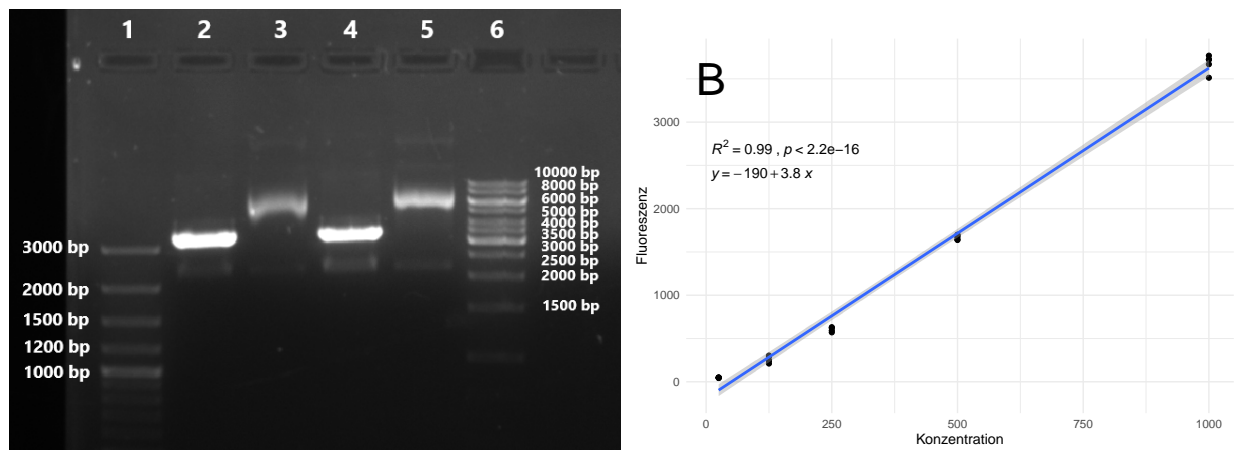 1 2 3 4 5 6
10000 bp
8000 bp
6000 bp
5000 bp
4000 bp
3500 bp
3000 bp
2500 bp
2000 bp
1500 bp
3000 bp
2000 bp
1500 bp
1200 bp
1000 bp
B
R² = 0.99 , p < 2.2e−16
y = −190 + 3.8 x
Fluoreszenz
3000
2000
1000
0
0 250 500 750 1000
Konzentration